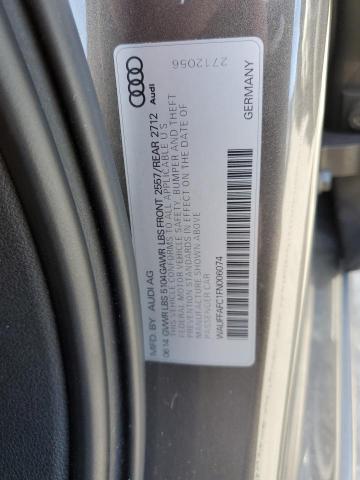 MFD BY AUDI AG
06.14 GVWR LBS 5104 GAWR LBS FRONT 2557/REAR 2712
THIS VEHICLE CONFORMS TO ALL APPLICABLE U S
FEDERAL MOTOR VEHICLE SAFETY, BUMPER AND THEFT
PREVENTION STANDARDS IN EFFECT ON THE DATE OF
MANUFACTURE SHOWN ABOVE
PASSENGER CAR
WAUFFAFC1FN006074
Audi
2712056
GERMANY